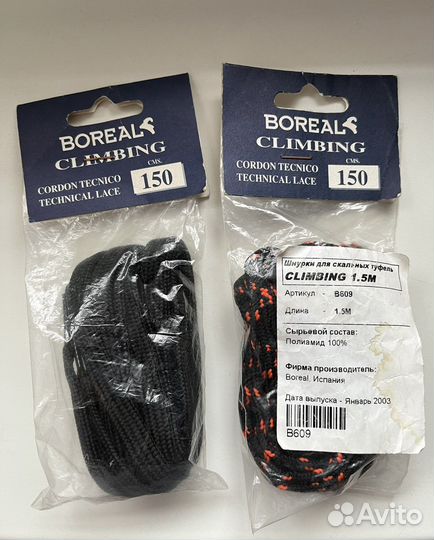 BOREAL
CLIMBING
CORDON TECNICO
TECHNICAL LACE
CMS.
150
BOREAL
CLIMBING
CORDON TECNICO
TECHNICAL LACE
CMS.
150
Шнурки для скальных туфель
CLIMBING 1.5M
Артикул - B609
Длина - 1.5M
Сырьевой состав:
Полиамид 100%
Фирма производитель:
Boreal, Испания
Дата выпуска - Январь 2003
B609
Avito